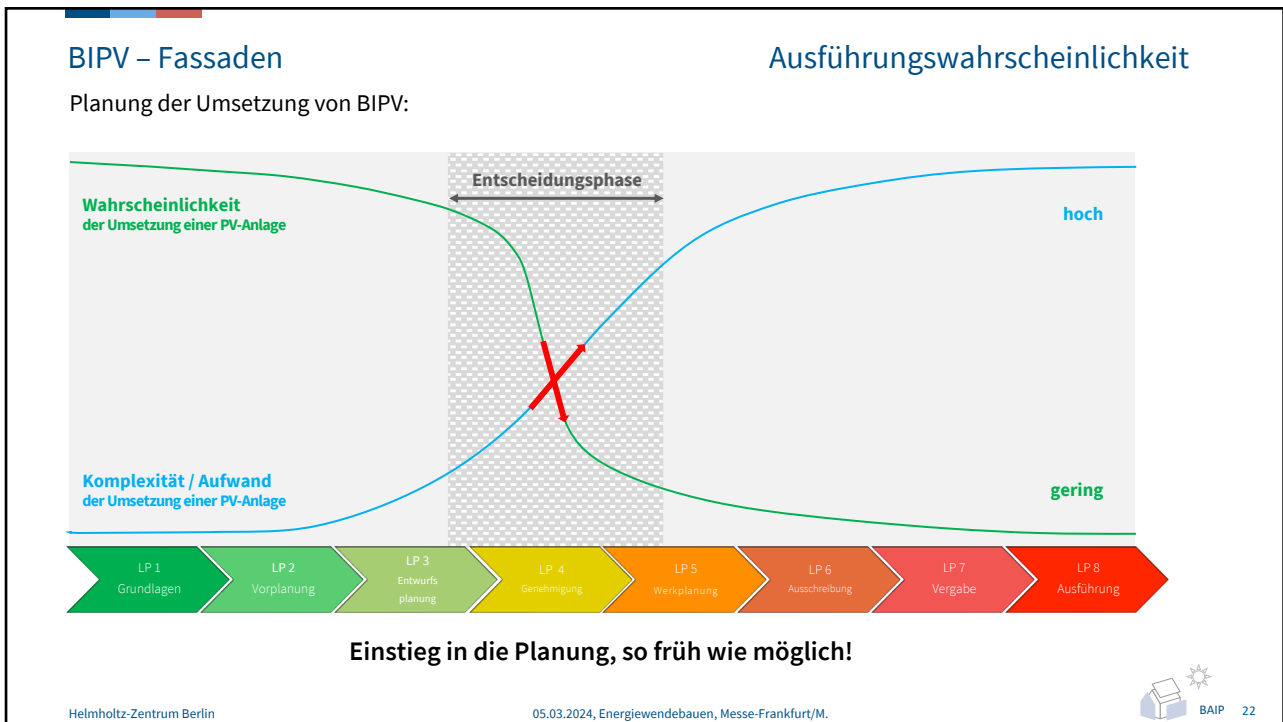 BIPV – Fassaden
Ausführungswahrscheinlichkeit
Planung der Umsetzung von BIPV:
Entscheidungsphase
Wahrscheinlichkeit
der Umsetzung einer PV-Anlage
hoch
Komplexität / Aufwand
der Umsetzung einer PV-Anlage
gering
LP 1
Grundlagen
LP 2
Vorplanung
LP 3
Entwurfs
planung
LP 4
Genehmigung
LP 5
Werkplanung
LP 6
Ausschreibung
LP 7
Vergabe
LP 8
Ausführung
Einstieg in die Planung, so früh wie möglich!
Helmholtz-Zentrum Berlin
05.03.2024, Energiewendebauen, Messe-Frankfurt/M.
BAIP 22